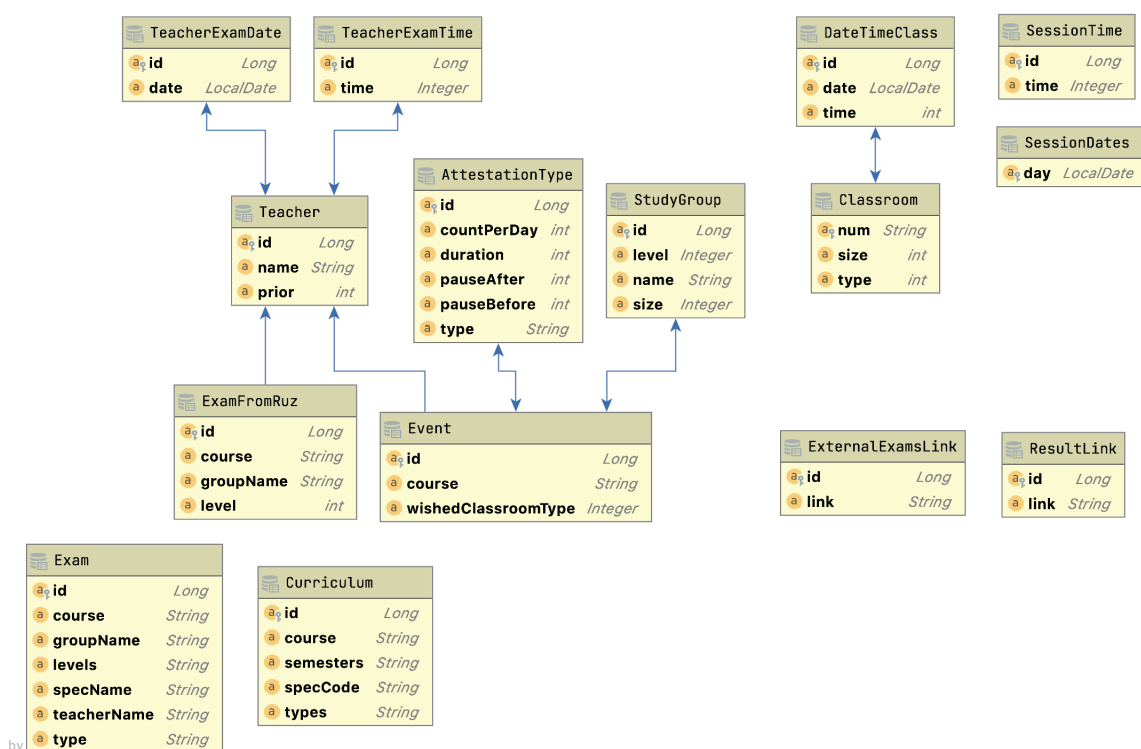 TeacherExamDate
id Long
date LocalDate
TeacherExamTime
id Long
time Integer
DateTimeClass
id Long
date LocalDate
time int
SessionTime
id Long
time Integer
SessionDates
day LocalDate
AttestationType
id Long
countPerDay int
duration int
pauseAfter int
pauseBefore int
type String
StudyGroup
id Long
level Integer
name String
size Integer
Classroom
num String
size int
type int
Teacher
id Long
name String
prior int
ExamFromRuz
id Long
course String
groupName String
level int
Event
id Long
course String
wishedClassroomType Integer
ExternalExamsLink
id Long
link String
ResultLink
id Long
link String
Exam
id Long
course String
groupName String
levels String
specName String
teacherName String
type String
Curriculum
id Long
course String
semesters String
specCode String
types String
by